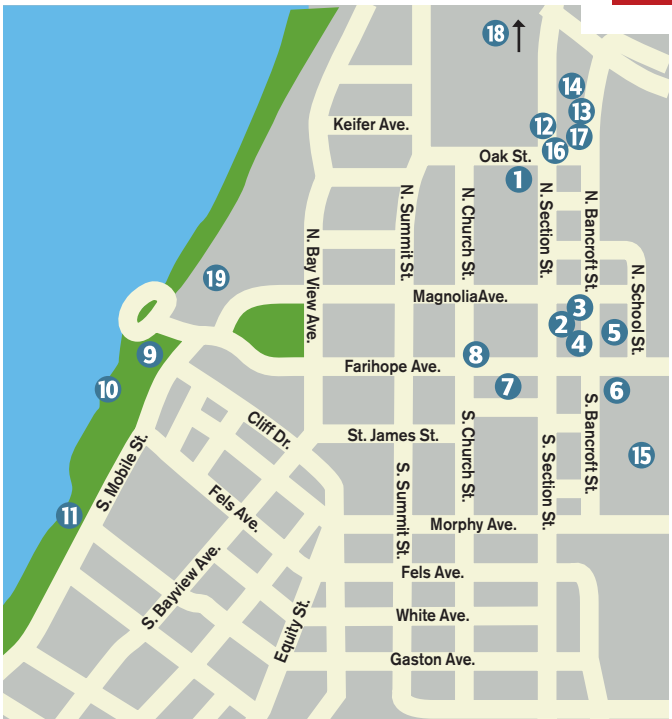 18
14
13
Keifer Ave.
12
17
16
Oak St.
1
N. Summit St.
N. Church St.
N. Section St.
N. Bancroft St.
N. Bay View Ave.
N. School St.
19
MagnoliaAve.
3
2
5
4
9
8
Farihope Ave.
10
7
6
Cliff Dr.
St. James St.
S. Church St.
S. Section St.
S. Bancroft St.
15
S. Mobile St.
Fels Ave.
S. Summit St.
11
Morphy Ave.
S. Bayview Ave.
Fels Ave.
Equity St.
White Ave.
Gaston Ave.